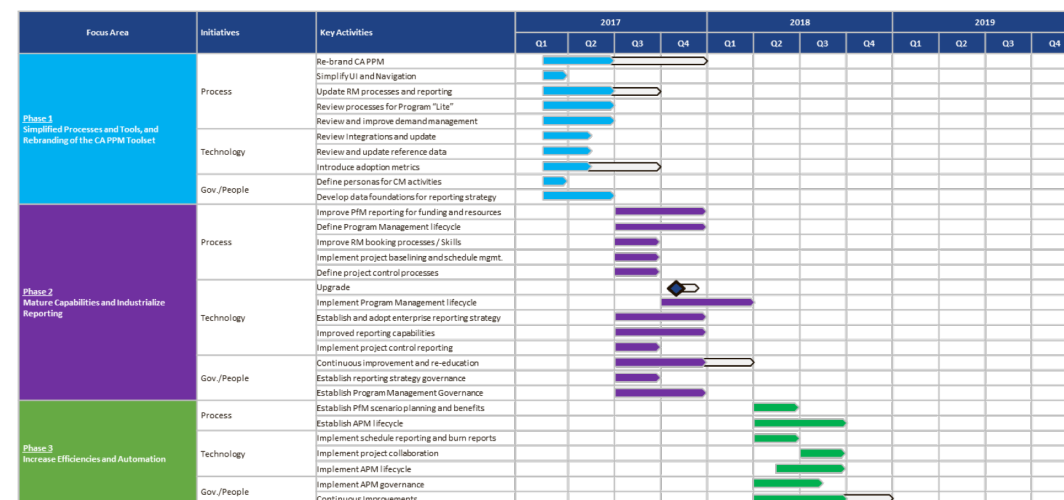 Focus Area
Initiatives
Key Activities
2017
2018
2019
Q1
Q2
Q3
Q4
Q1
Q2
Q3
Q4
Q1
Q2
Q3
Q4
Phase 1
Simplified Processes and Tools, and
Rebranding of the CA PPM Toolset
Process
Re-brand CA PPM
Simplify UI and Navigation
Update RM processes and reporting
Review processes for Program "Lite"
Review and improve demand management
Technology
Review Integrations and update
Review and update reference data
Introduce adoption metrics
Gov./People
Define personas for CM activities
Develop data foundations for reporting strategy
Phase 2
Mature Capabilities and Industrialize
Reporting
Process
Improve PfM reporting for funding and resources
Define Program Management lifecycle
Improve RM booking processes / Skills
Implement project baselining and schedule mgmt.
Define project control processes
Technology
Upgrade
Implement Program Management lifecycle
Establish and adopt enterprise reporting strategy
Improved reporting capabilities
Implement project control reporting
Gov./People
Continuous improvement and re-education
Establish reporting strategy governance
Establish Program Management Governance
Phase 3
Increase Efficiencies and Automation
Process
Establish PfM scenario planning and benefits
Establish APM lifecycle
Technology
Implement schedule reporting and burn reports
Implement project collaboration
Implement APM lifecycle
Gov./People
Implement APM governance
Continuous Improvements